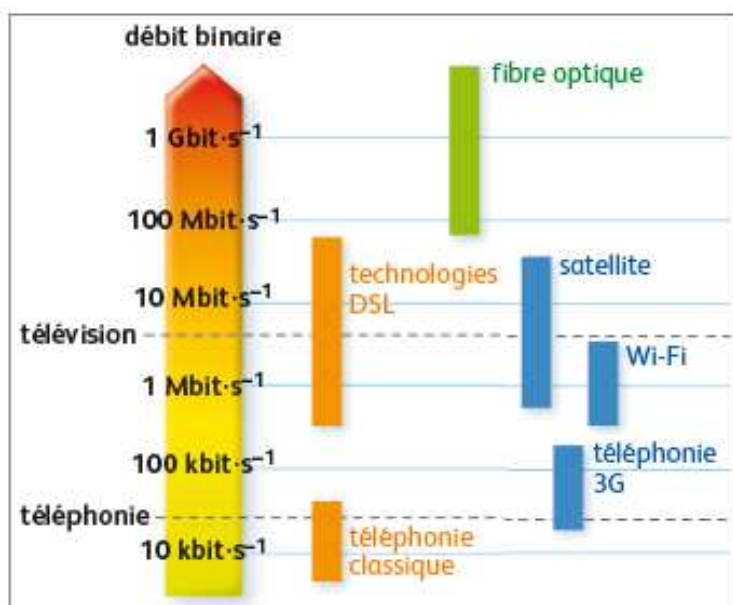 débit binaire
fibre optique
1 Gbit·s⁻¹
100 Mbit·s⁻¹
technologies
DSL
satellite
10 Mbit·s⁻¹
télévision
Wi-Fi
1 Mbit·s⁻¹
100 kbit·s⁻¹
téléphonie
3G
téléphonie
10 kbit·s⁻¹
téléphonie
classique